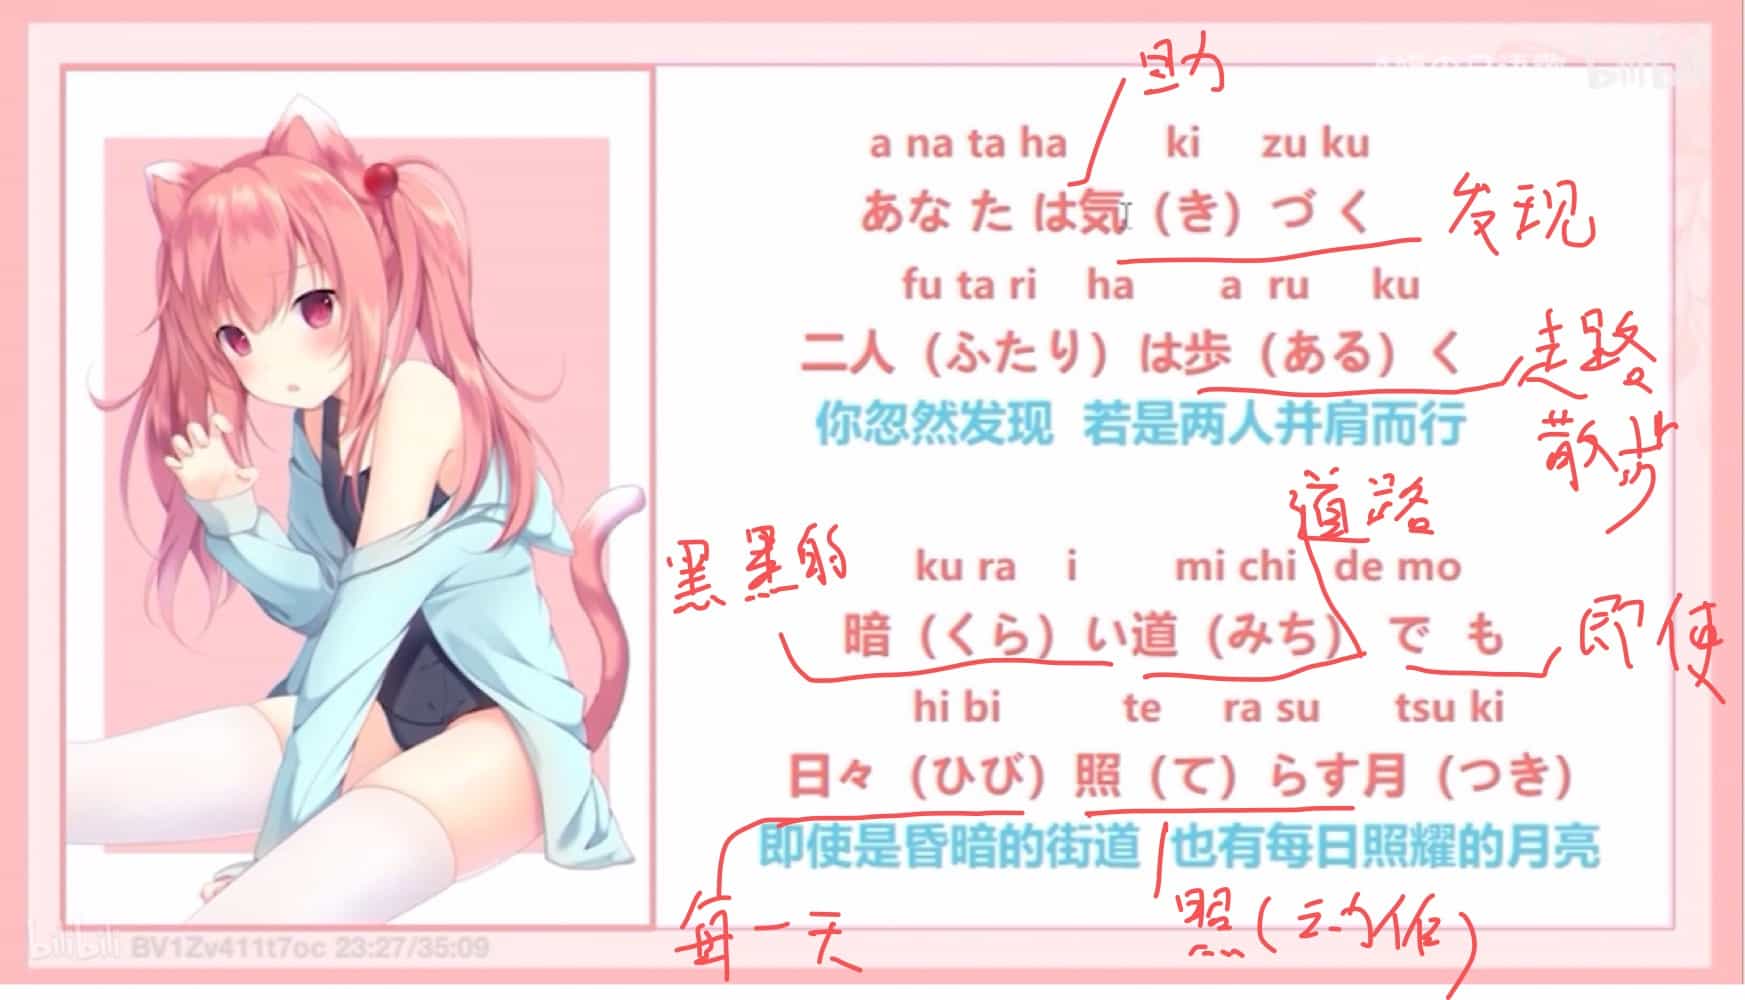 助
a na ta ha ki zu ku
あなたは気（き）づく 发现
fu ta ri ha a ru ku
二人（ふたり）は歩（ある）く 走路
你忽然发现 若是两人并肩而行 散步
道路
黑黑的 ku ra i mi chi de mo
暗（くら）い道（みち）でも 即使
hi bi te ra su tsu ki
日々（ひび）照（て）らす月（つき）
即使是昏暗的街道 也有每日照耀的月亮
每一天 照(动作)
bilibili BV1Zv411t7oc 23:27/35:09
bilibili